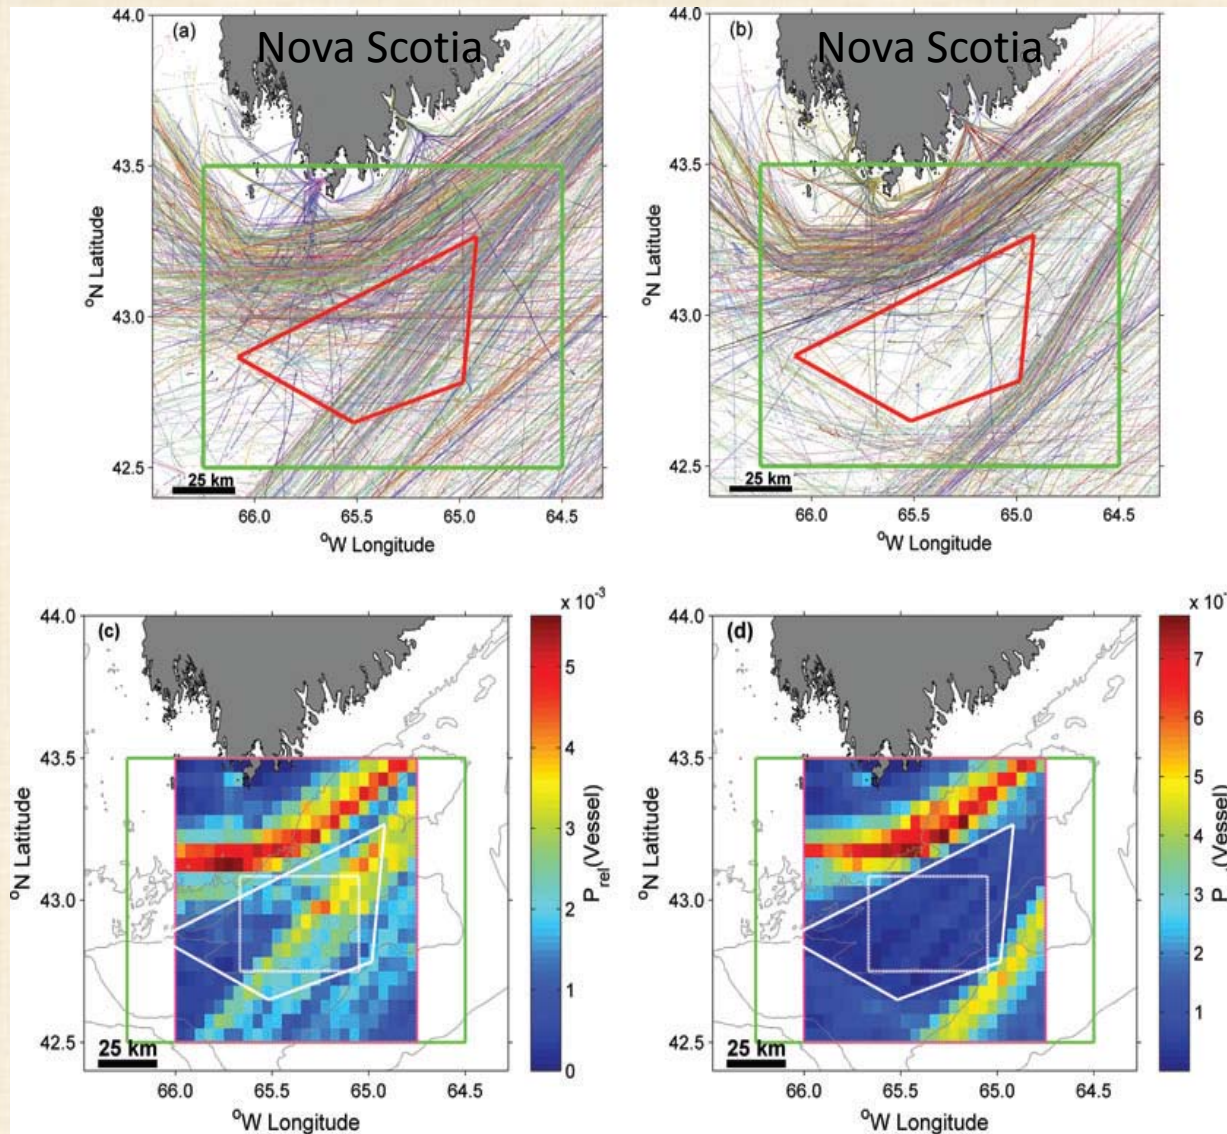 (a)
Nova Scotia
44.0
43.5
43.0
42.5
°N Latitude
25 km
66.0 65.5 65.0 64.5
°W Longitude
(b)
Nova Scotia
44.0
43.5
43.0
42.5
°N Latitude
25 km
66.0 65.5 65.0 64.5
°W Longitude
(c)
44.0
43.5
43.0
42.5
°N Latitude
25 km
66.0 65.5 65.0 64.5
°W Longitude
x 10⁻³
5
4
3
2
1
0
P_rel(Vessel)
(d)
44.0
43.5
43.0
42.5
°N Latitude
25 km
66.0 65.5 65.0 64.5
°W Longitude
x 10⁻
7
6
5
4
3
2
1
(Vessel)